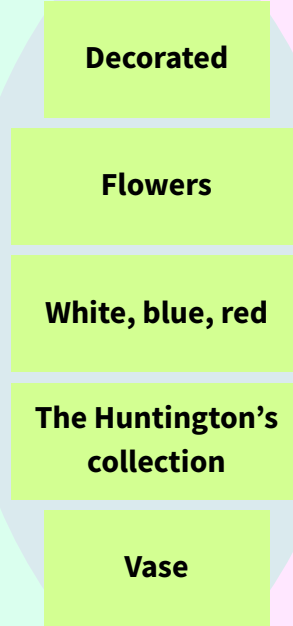 Decorated
Flowers
White, blue, red
The Huntington’s
collection
Vase